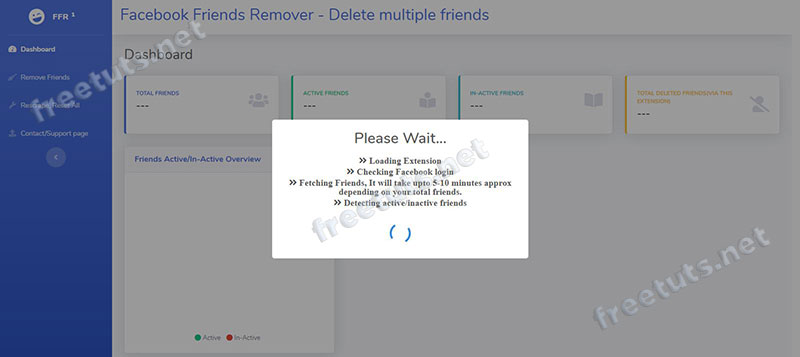 FFR 1
Facebook Friends Remover - Delete multiple friends
Dashboard
Remove Friends
Contact/Support page
Dashboard
TOTAL FRIENDS
---
ACTIVE FRIENDS
---
IN-ACTIVE FRIENDS
---
TOTAL DELETED FRIENDS(VIA THIS
EXTENSION)
---
Friends Active/In-Active Overview
Please Wait...
Loading Extension
Checking Facebook login
Fetching Friends, It will take upto 5-10 minutes approx
depending on your total friends.
Detecting active/inactive friends
Active
In-Active
freetuts.net
freetuts.net
freetuts.net